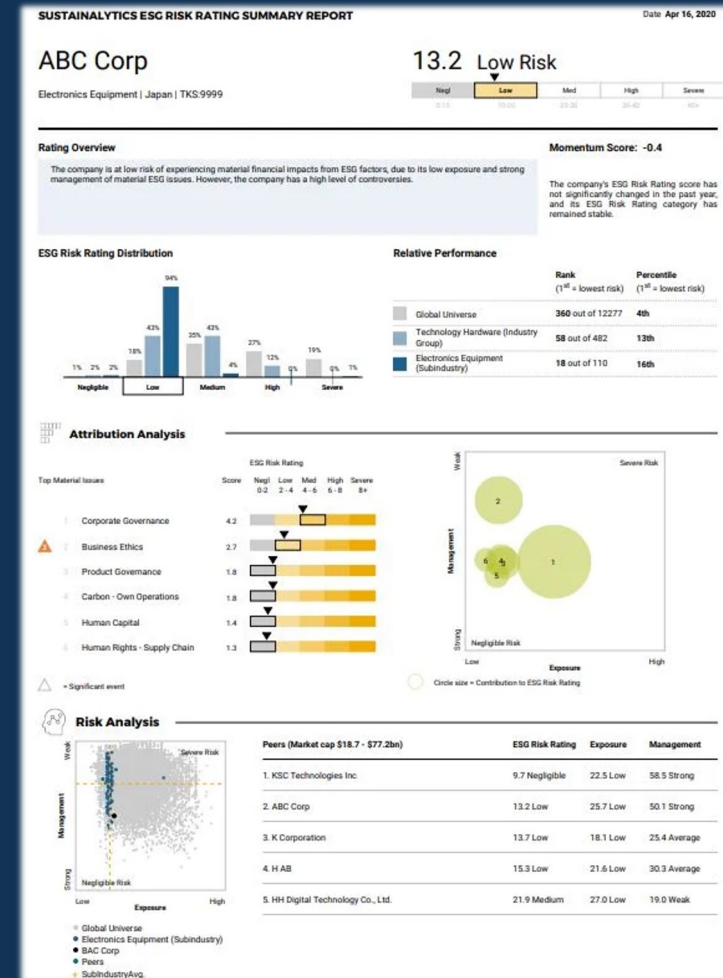 SUSTAINALYTICS ESG RISK RATING SUMMARY REPORT
Date Apr 16, 2020
ABC Corp
13.2 Low Risk
Electronics Equipment | Japan | TKS:9999
Negl Low Med High Severe
Rating Overview
Momentum Score: -0.4
The company is at low risk of experiencing material financial impacts from ESG factors, due to its low exposure and strong
management of material ESG issues. However, the company has a high level of controversies.
The company's ESG Risk Rating score has
not significantly changed in the past year,
and its ESG Risk Rating category has
remained stable.
ESG Risk Rating Distribution
1% 2% 2%
18% 43% 94%
35% 43% 4%
27% 12% 0%
19% 0% 1%
Negligible Low Medium High Severe
Relative Performance
Rank Percentile
(1st = lowest risk) (1st = lowest risk)
Global Universe 360 out of 12277 4th
Technology Hardware (Industry
Group) 58 out of 482 13th
Electronics Equipment
(Subindustry) 18 out of 110 16th
Attribution Analysis
ESG Risk Rating
Top Material Issues Score Negl Low Med High Severe
0-2 2-4 4-6 6-8 8+
1 Corporate Governance 4.2
2 Business Ethics 2.7
3 Product Governance 1.8
4 Carbon - Own Operations 1.8
5 Human Capital 1.4
6 Human Rights - Supply Chain 1.3
= Significant event
Weak
Severe Risk
2
Management
6 4 3 1
5
Strong
Negligible Risk
Low High
Exposure
Circle size = Contribution to ESG Risk Rating
Risk Analysis
Weak
Severe Risk
Management
Strong
Negligible Risk
Low High
Exposure
Global Universe
Electronics Equipment (Subindustry)
BAC Corp
Peers
SubIndustryAvg.
Peers (Market cap $18.7 - $77.2bn) ESG Risk Rating Exposure Management
1. KSC Technologies Inc 9.7 Negligible 22.5 Low 58.5 Strong
2. ABC Corp 13.2 Low 25.7 Low 50.1 Strong
3. K Corporation 13.7 Low 18.1 Low 25.4 Average
4. H AB 15.3 Low 21.6 Low 30.3 Average
5. HH Digital Technology Co., Ltd. 21.9 Medium 27.0 Low 19.0 Weak